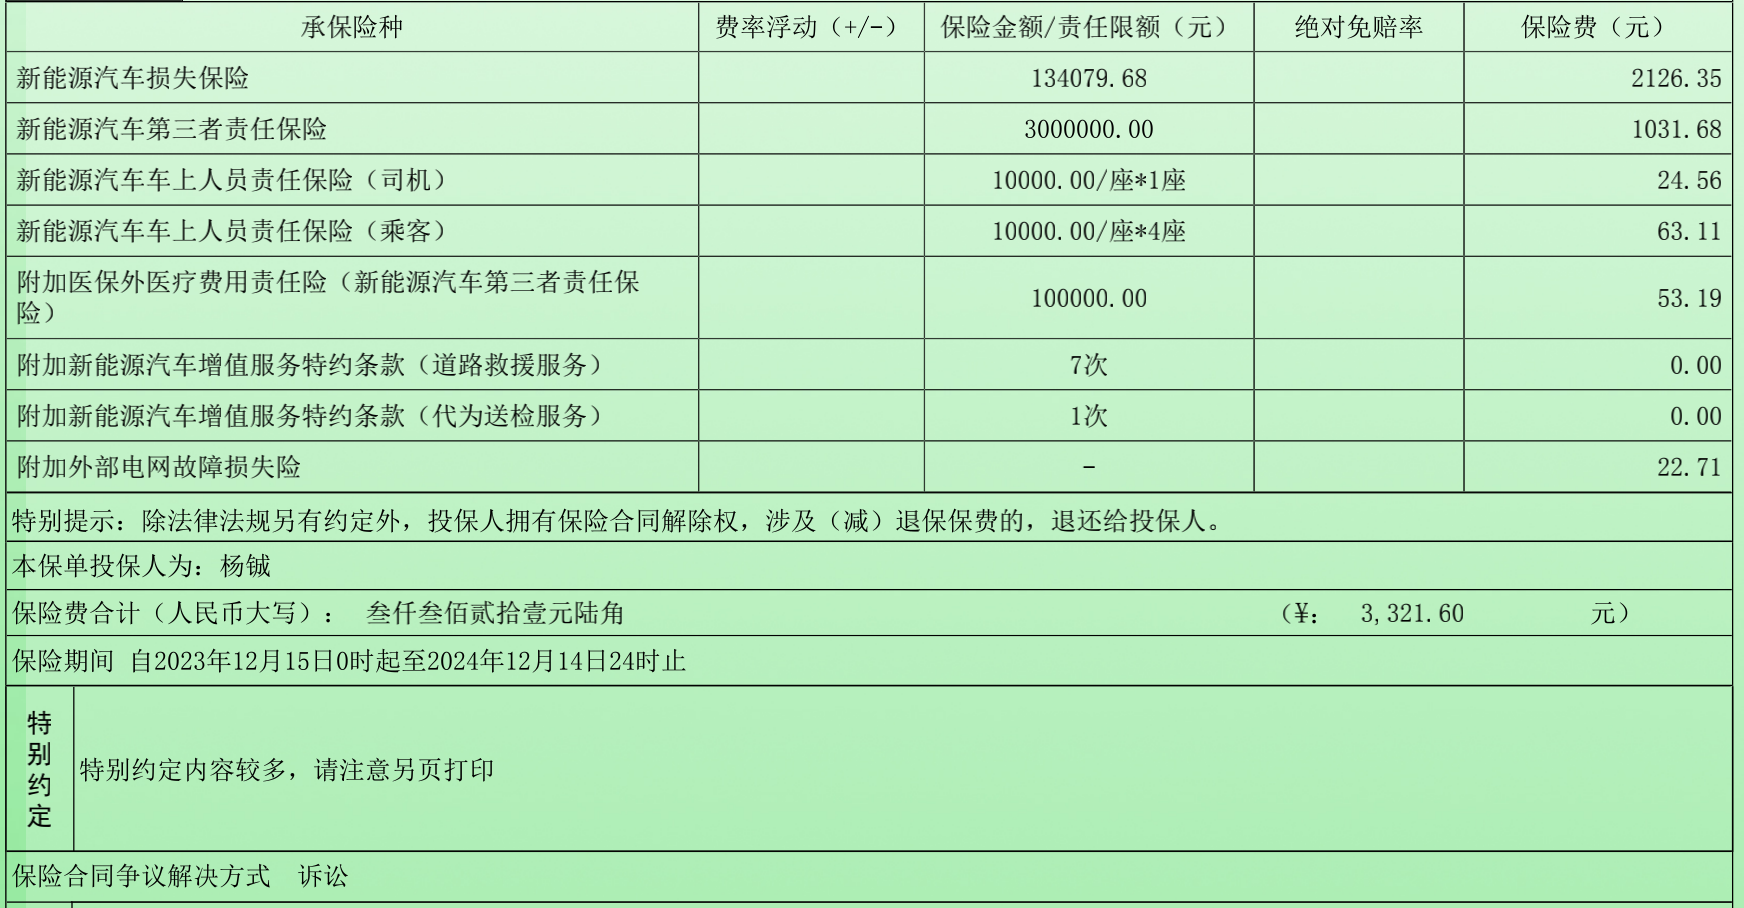 承保险种 费率浮动（+/-） 保险金额/责任限额（元） 绝对免赔率 保险费（元）
新能源汽车损失保险 134079.68 2126.35
新能源汽车第三者责任保险 3000000.00 1031.68
新能源汽车车上人员责任保险（司机） 10000.00/座*1座 24.56
新能源汽车车上人员责任保险（乘客） 10000.00/座*4座 63.11
附加医保外医疗费用责任险（新能源汽车第三者责任保
险） 100000.00 53.19
附加新能源汽车增值服务特约条款（道路救援服务） 7次 0.00
附加新能源汽车增值服务特约条款（代为送检服务） 1次 0.00
附加外部电网故障损失险 - 22.71
特别提示：除法律法规另有约定外，投保人拥有保险合同解除权，涉及（减）退保保费的，退还给投保人。
本保单投保人为：杨铖
保险费合计（人民币大写）： 叁仟叁佰贰拾壹元陆角 （¥： 3,321.60 元）
保险期间 自2023年12月15日0时起至2024年12月14日24时止
特别约定
特别约定内容较多，请注意另页打印
保险合同争议解决方式 诉讼